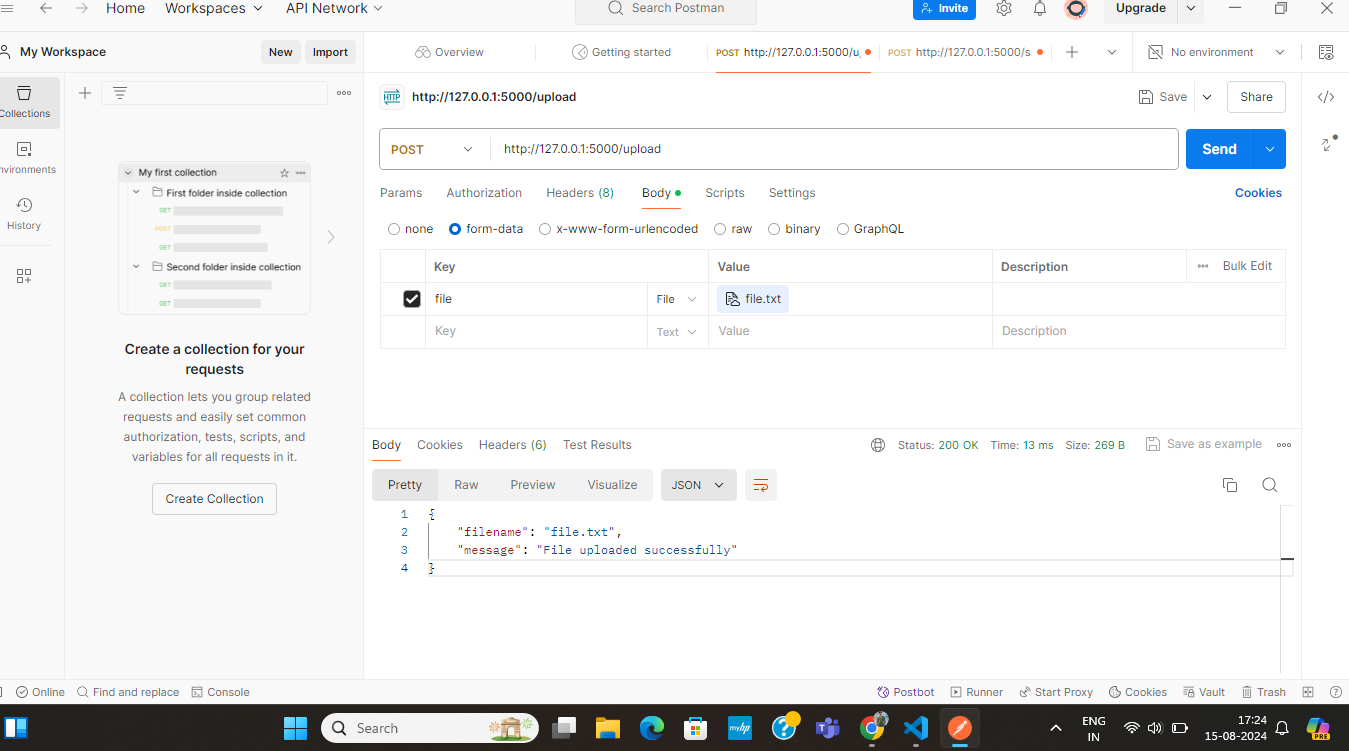 Home Workspaces API Network Search Postman Invite Upgrade
My Workspace New Import Overview Getting started POST http://127.0.0.1:5000/u POST http://127.0.0.1:5000/s No environment
HTTP http://127.0.0.1:5000/upload Save Share
Collections
POST http://127.0.0.1:5000/upload Send
nvironments
History
Params Authorization Headers (8) Body Scripts Settings Cookies
none form-data x-www-form-urlencoded raw binary GraphQL
Key Value Description Bulk Edit
file File file.txt
Key Text Value Description
My first collection
First folder inside collection
GET
POST
GET
Second folder inside collection
GET
GET
Create a collection for your
requests
A collection lets you group related
requests and easily set common
authorization, tests, scripts, and
variables for all requests in it.
Create Collection
Body Cookies Headers (6) Test Results Status: 200 OK Time: 13 ms Size: 269 B Save as example
Pretty Raw Preview Visualize JSON
1 {
2 "filename": "file.txt",
3 "message": "File uploaded successfully"
4 }
Online Find and replace Console Postbot Runner Start Proxy Cookies Vault Trash
Search myhp ENG 17:24
IN 15-08-2024 PRE